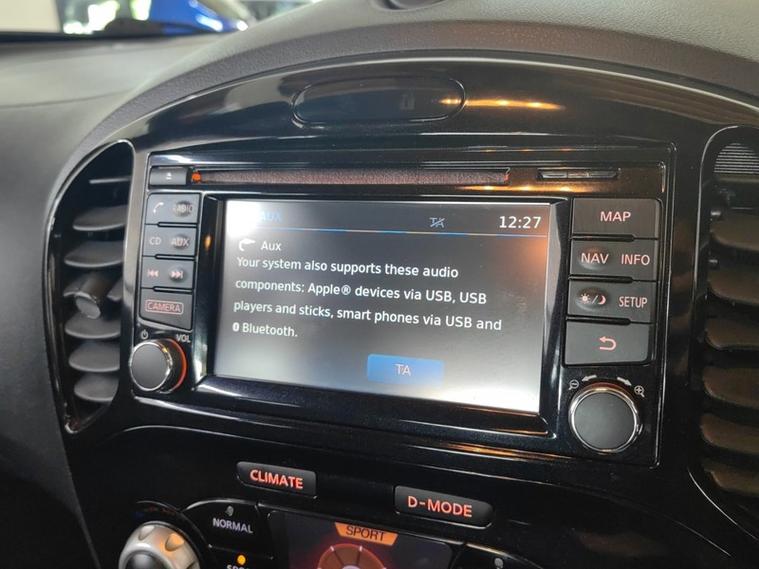 AUX TA 12:27
Aux
Your system also supports these audio
components: Apple® devices via USB, USB
players and sticks, smart phones via USB and
Bluetooth.
TA
RADIO
CD AUX
CAMERA
VOL
MAP
NAV INFO
SETUP
CLIMATE
D-MODE
NORMAL
SPORT